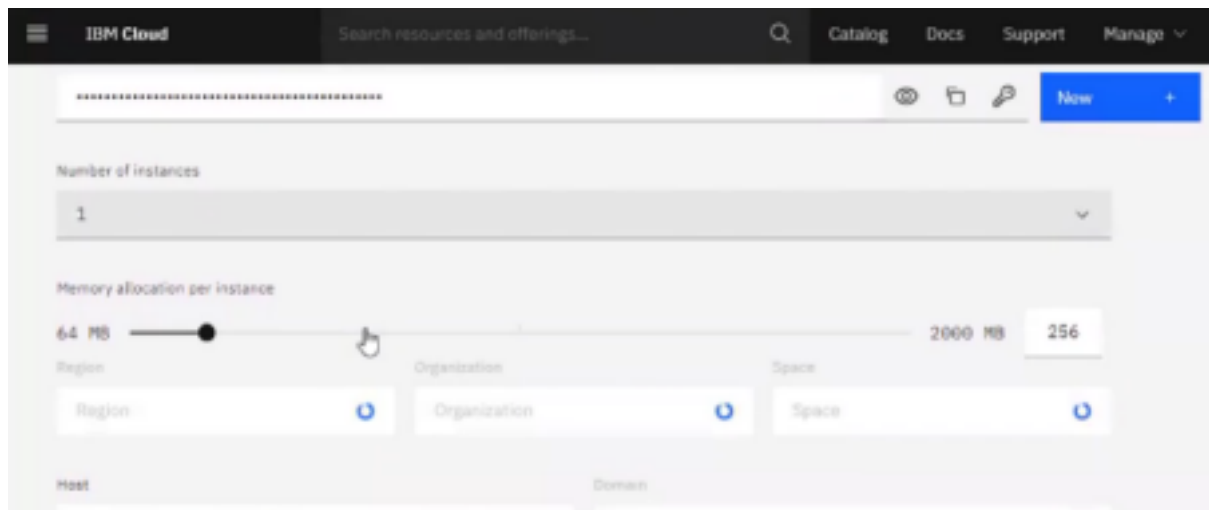 IBM Cloud Search resources and offerings... Catalog Docs Support Manage
New +
Number of instances
1
Memory allocation per instance
64 MB 2000 MB 256
Region Organization Space
Region Organization Space
Host Domain